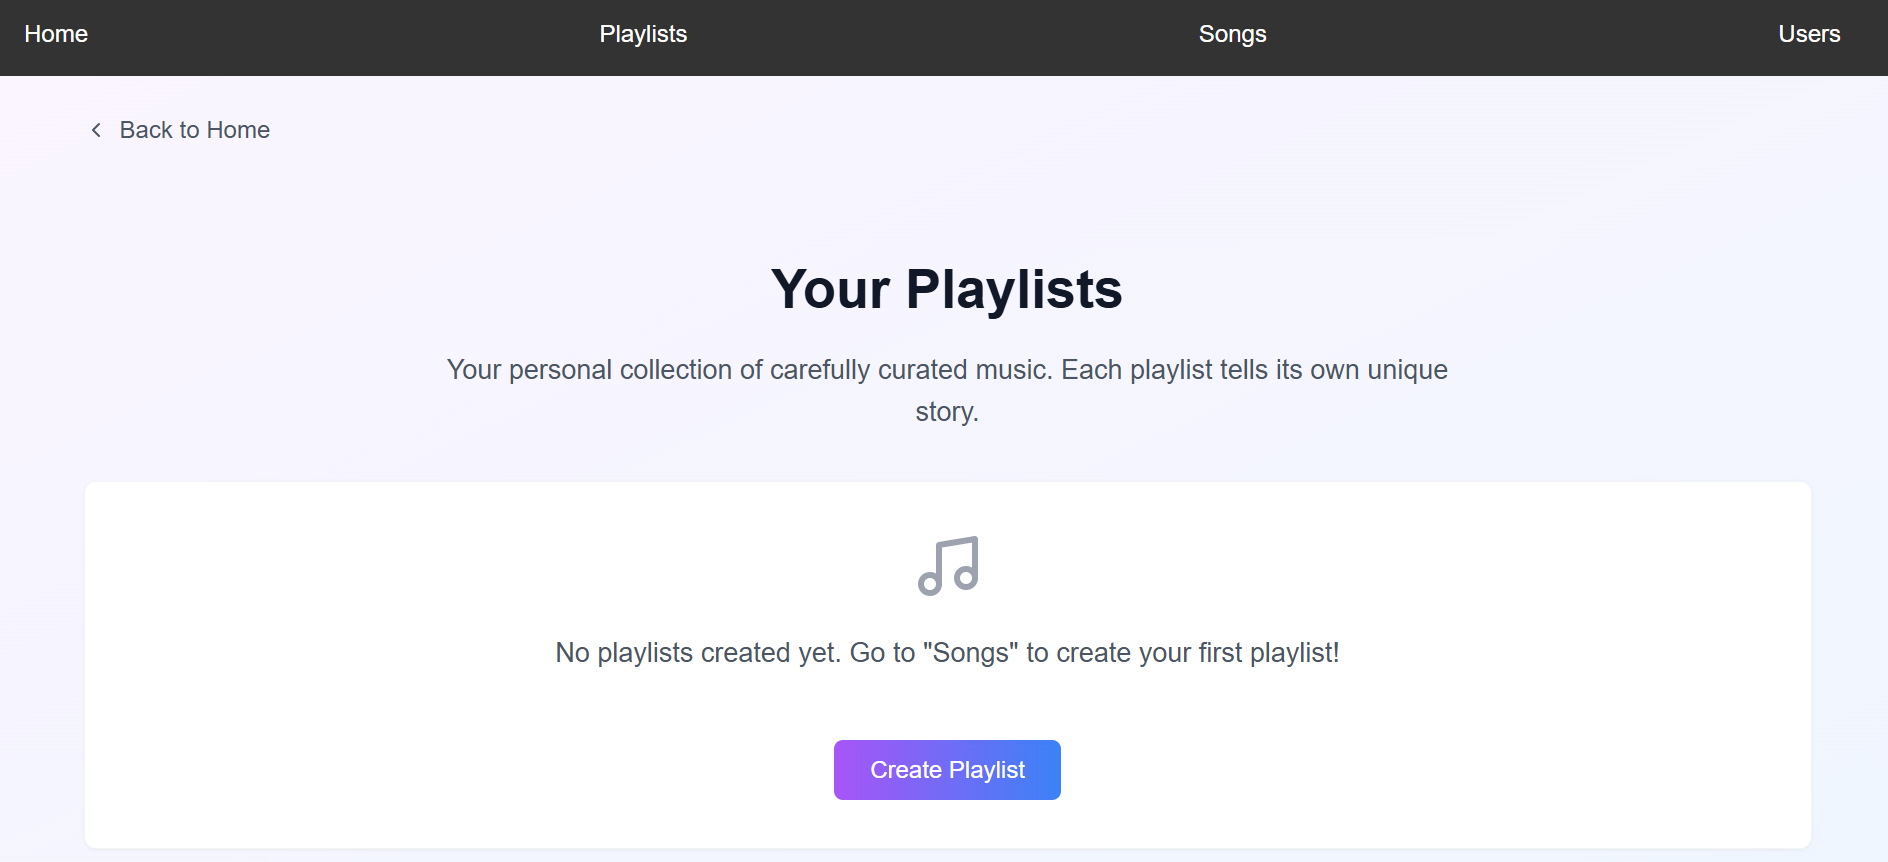 Home Playlists Songs Users
Back to Home
Your Playlists
Your personal collection of carefully curated music. Each playlist tells its own unique
story.
No playlists created yet. Go to "Songs" to create your first playlist!
Create Playlist